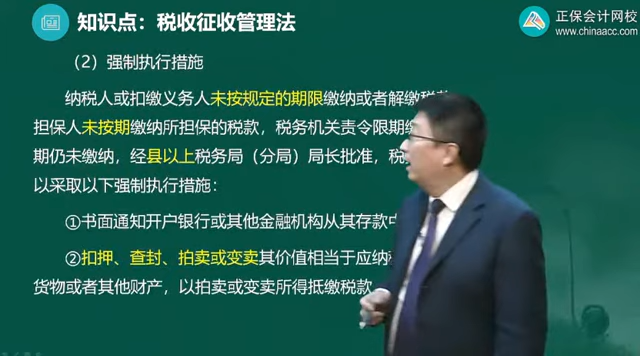 知识点：税收征收管理法
正保会计网校
www.chinaacc.com
（2）强制执行措施
纳税人或扣缴义务人未按规定的期限缴纳或者解缴税
担保人未按期缴纳所担保的税款，税务机关责令限期缴
期仍未缴纳，经县以上税务局（分局）局长批准，税
以采取以下强制执行措施：
①书面通知开户银行或其他金融机构从其存款中
②扣押、查封、拍卖或变卖其价值相当于应纳
货物或者其他财产，以拍卖或变卖所得抵缴税款